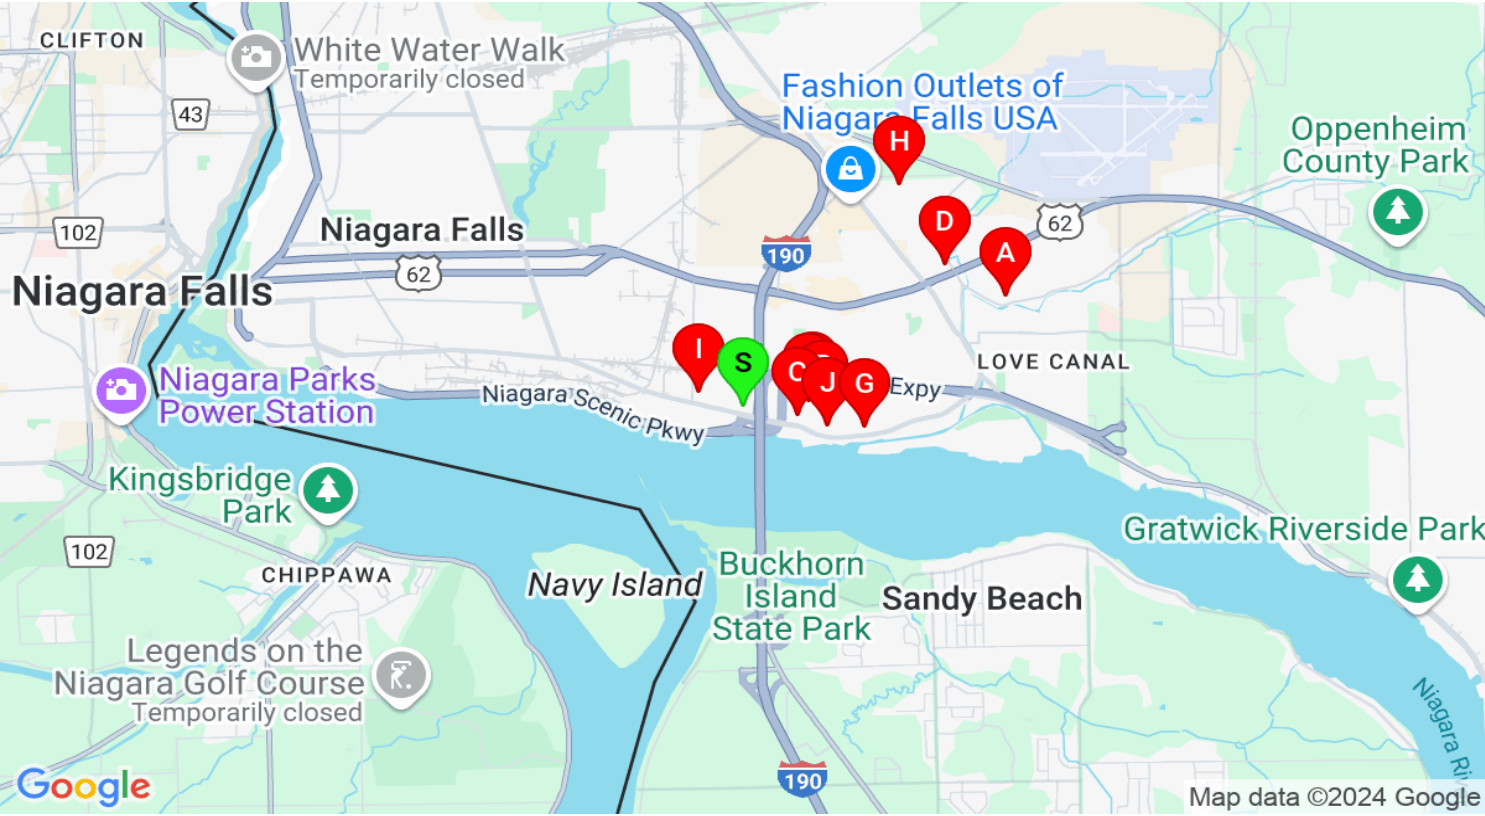 CLIFTON
White Water Walk
Temporarily closed
43
Fashion Outlets of
Niagara Falls USA
H
Oppenheim
County Park
102
Niagara Falls
62
190
D
A
62
Niagara Falls
I
S
C
J
G
LOVE CANAL
Niagara Parks
Power Station
Niagara Scenic Pkwy
Expy
Kingsbridge
Park
102
CHIPPAWA
Navy Island
Buckhorn
Island
State Park
Sandy Beach
Gratwick Riverside Park
Legends on the
Niagara Golf Course
Temporarily closed
190
Niagara Ri
Google
Map data ©2024 Google